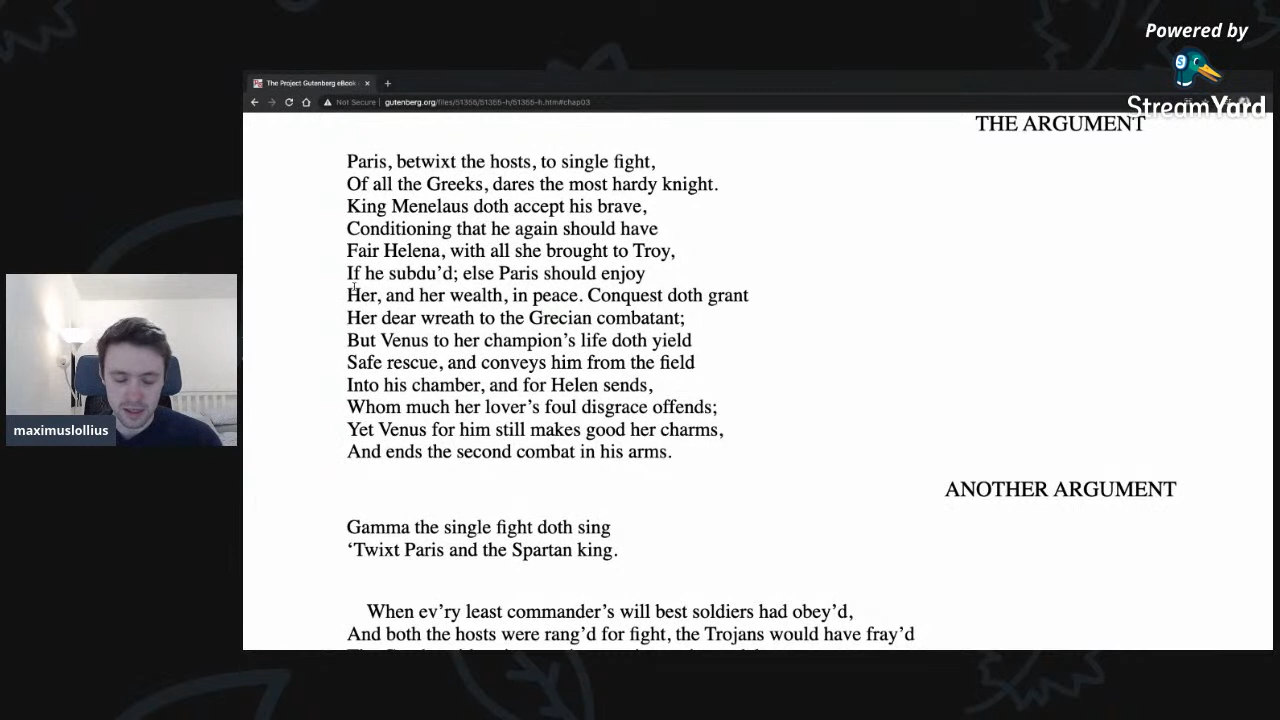 Powered by
StreamYard
The Project Gutenberg eBook
Not Secure | gutenberg.org/files/51355/51355-h/51355-h.htm#chap03
THE ARGUMENT
Paris, betwixt the hosts, to single fight,
Of all the Greeks, dares the most hardy knight.
King Menelaus doth accept his brave,
Conditioning that he again should have
Fair Helena, with all she brought to Troy,
If he subdu’d; else Paris should enjoy
Her, and her wealth, in peace. Conquest doth grant
Her dear wreath to the Grecian combatant;
But Venus to her champion’s life doth yield
Safe rescue, and conveys him from the field
Into his chamber, and for Helen sends,
Whom much her lover’s foul disgrace offends;
Yet Venus for him still makes good her charms,
And ends the second combat in his arms.
maximuslollius
ANOTHER ARGUMENT
Gamma the single fight doth sing
‘Twixt Paris and the Spartan king.
When ev’ry least commander’s will best soldiers had obey’d,
And both the hosts were rang’d for fight, the Trojans would have fray’d